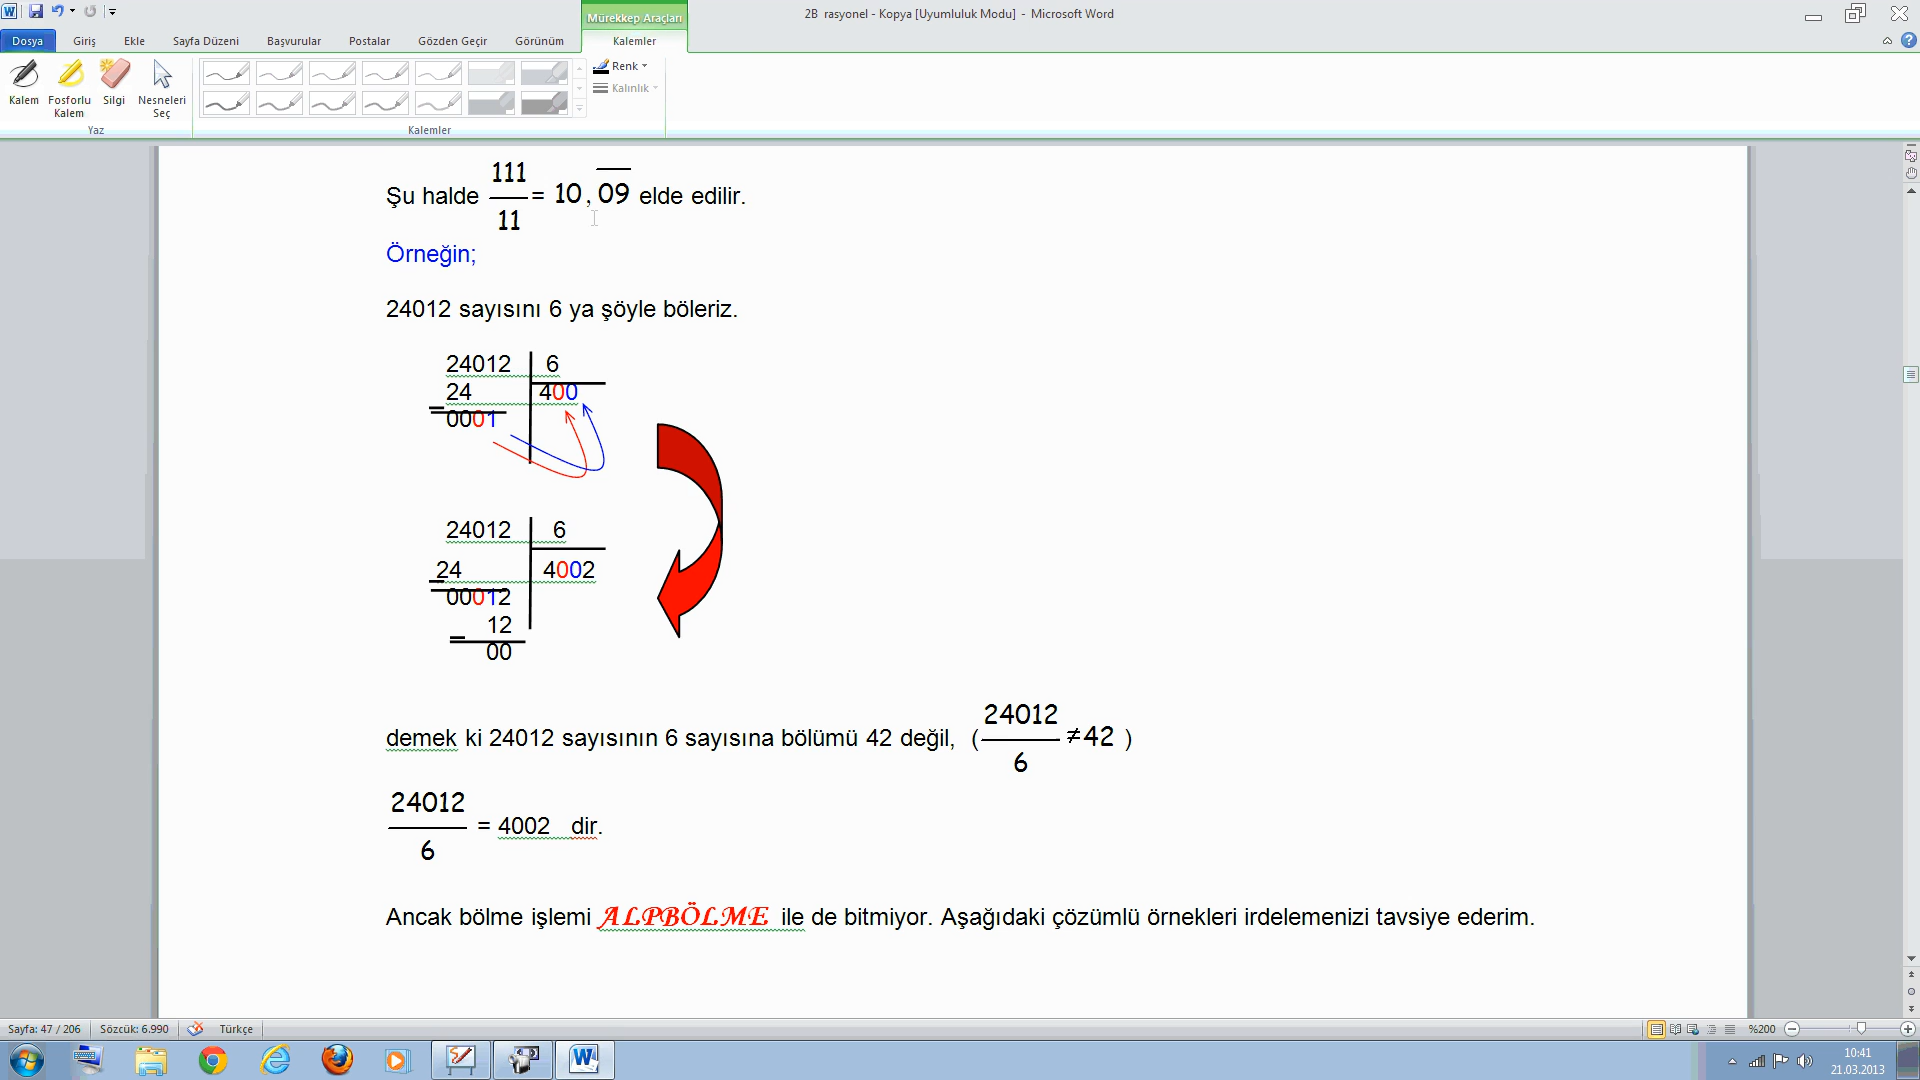 2B rasyonel - Kopya [Uyumluluk Modu] - Microsoft Word
Mürekkep Araçları
Dosya Giriş Ekle Sayfa Düzeni Başvurular Postalar Gözden Geçir Görünüm Kalemler
Kalem Fosforlu Kalem Silgi Nesneleri Seç
Renk
Kalınlık
Yaz Kalemler
111
Şu halde = 10,09 elde edilir.
11
Örneğin;
24012 sayısını 6 ya şöyle böleriz.
24012 6
24 400
0001
24012 6
24 4002
00012
12
00
24012
demek ki 24012 sayısının 6 sayısına bölümü 42 değil, ( ≠42 )
6
24012
= 4002 dir.
6
Ancak bölme işlemi ALPBÖLME ile de bitmiyor. Aşağıdaki çözümlü örnekleri irdelemenizi tavsiye ederim.
Sayfa: 47 / 206 Sözcük: 6.990 Türkçe %200
10:41
21.03.2013